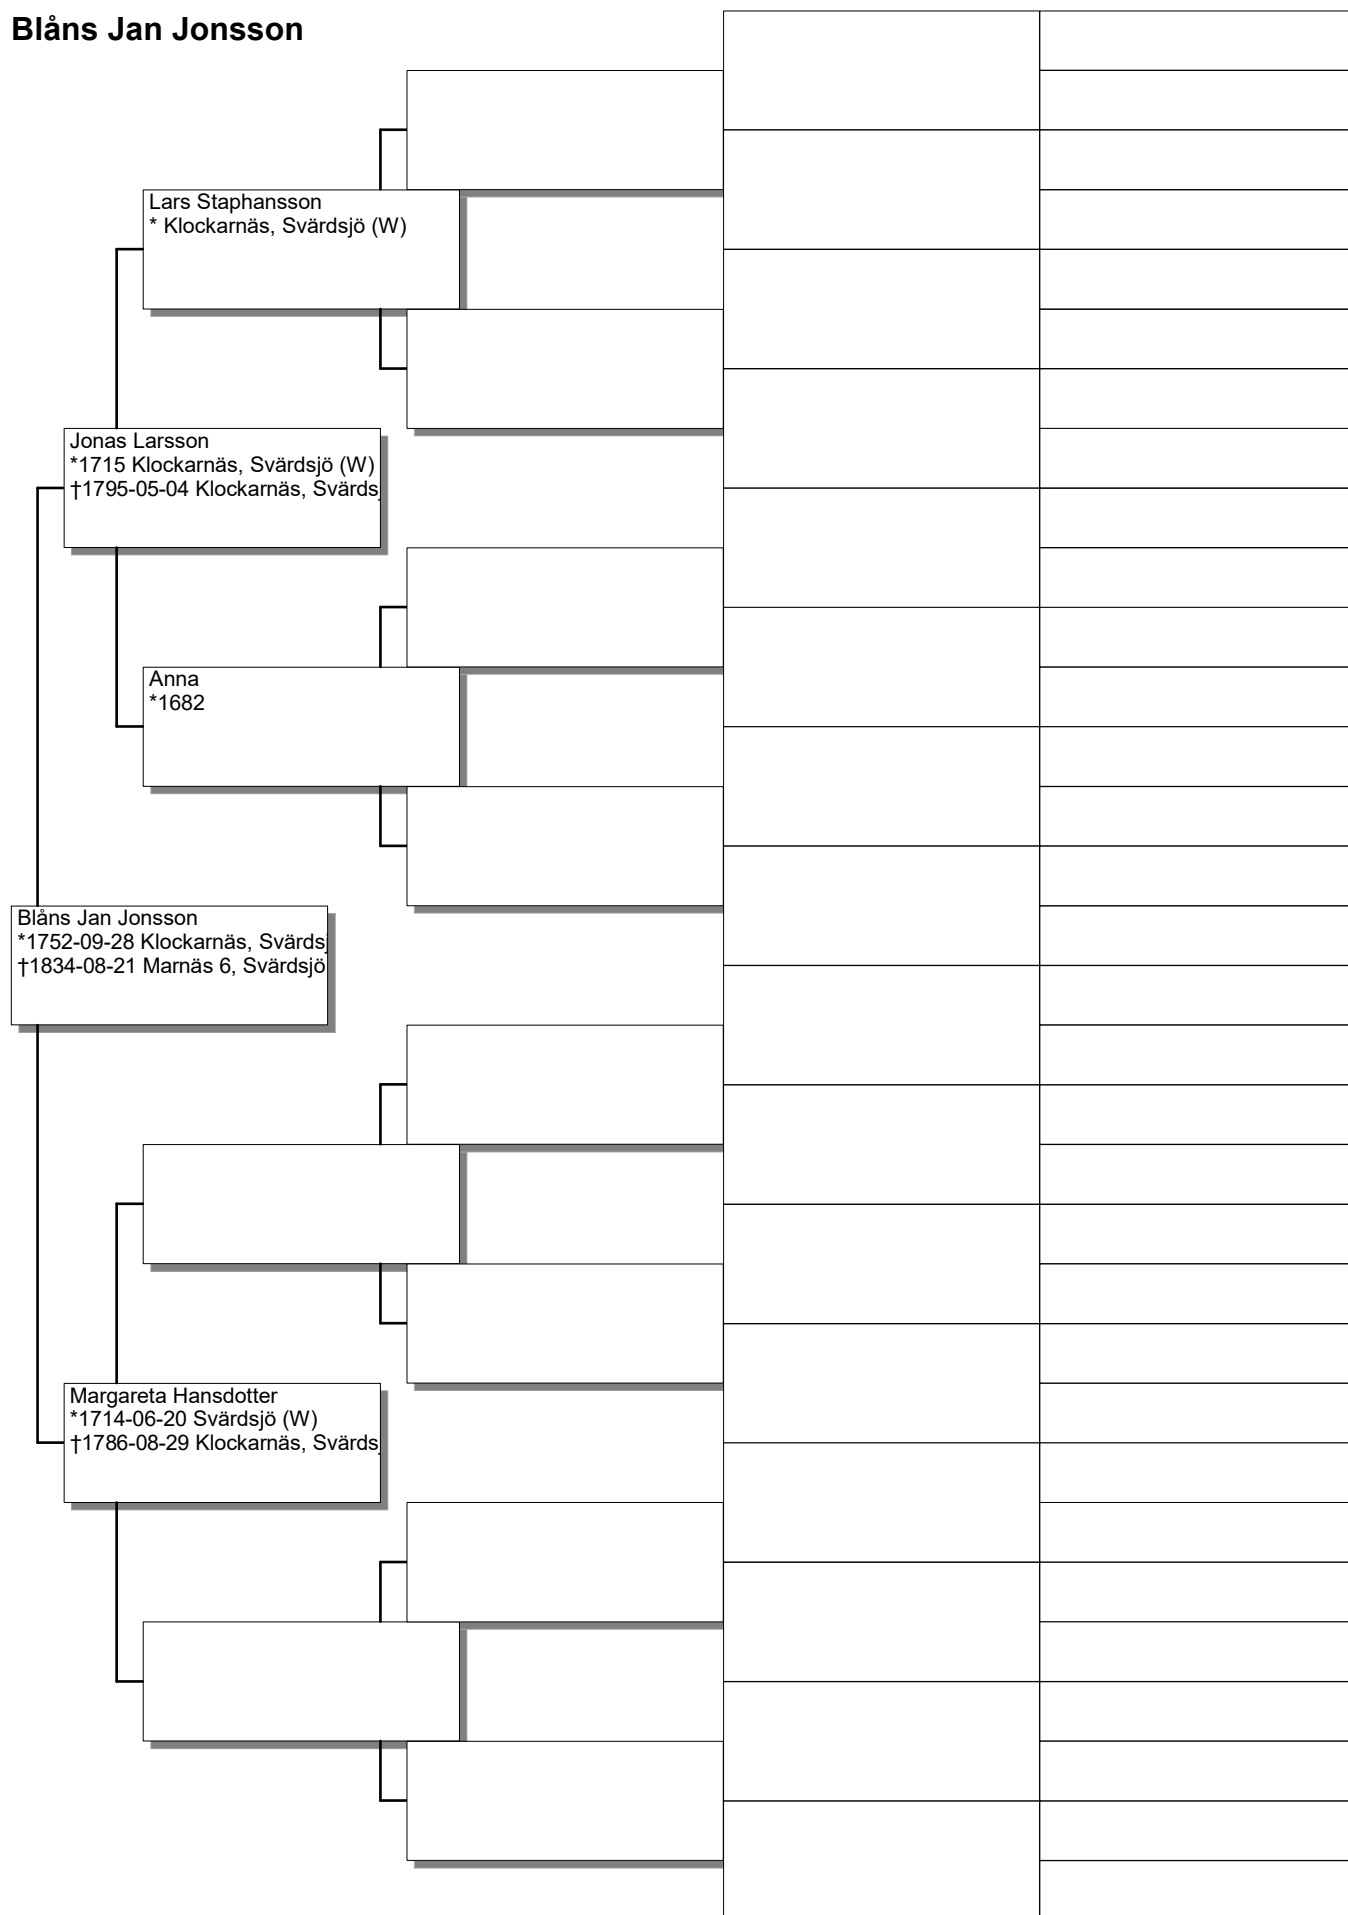 Blåns Jan Jonsson
Lars Staphansson
* Klockarnäs, Svärdsjö (W)
Jonas Larsson
*1715 Klockarnäs, Svärdsjö (W)
†1795-05-04 Klockarnäs, Svärds
Anna
*1682
Blåns Jan Jonsson
*1752-09-28 Klockarnäs, Svärdsj
†1834-08-21 Marnäs 6, Svärdsjö
Margareta Hansdotter
*1714-06-20 Svärdsjö (W)
†1786-08-29 Klockarnäs, Svärds